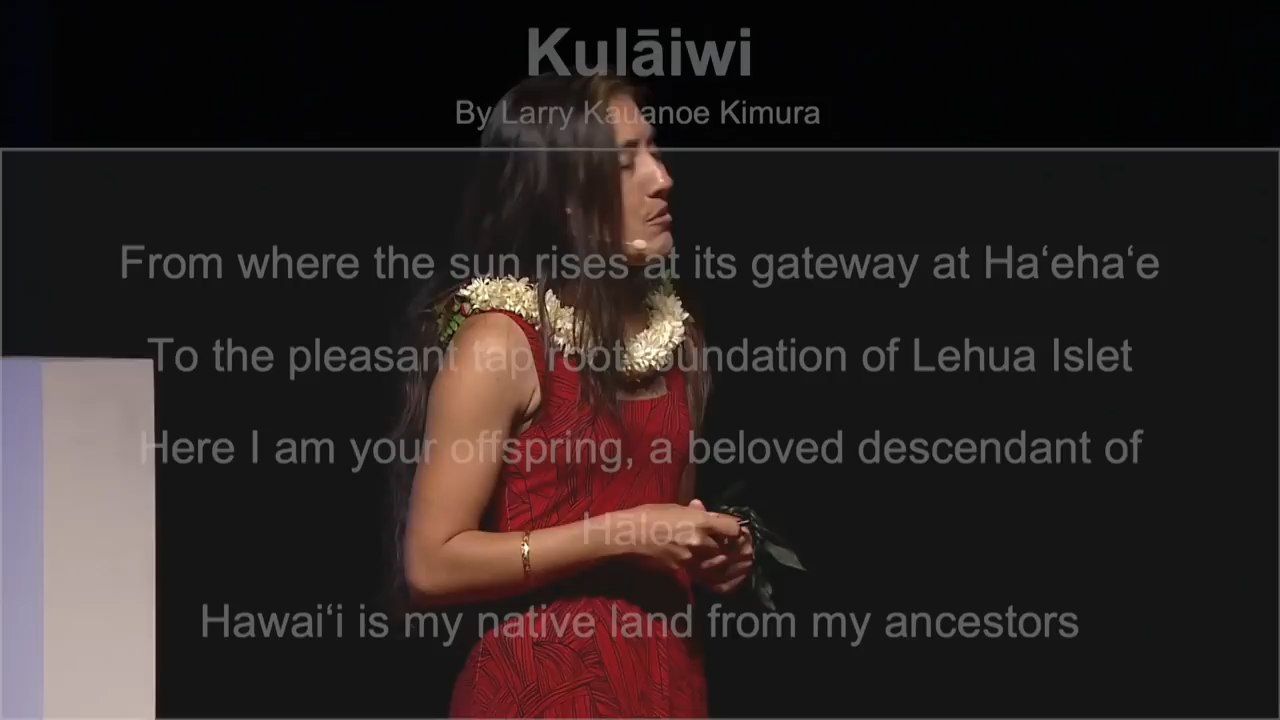 Kulāiwi
By Larry Kauanoe Kimura
From where the sun rises at its gateway at Haʻehaʻe
To the pleasant tap root foundation of Lehua Islet
Here I am your offspring, a beloved descendant of
Hāloa
Hawaiʻi is my native land from my ancestors